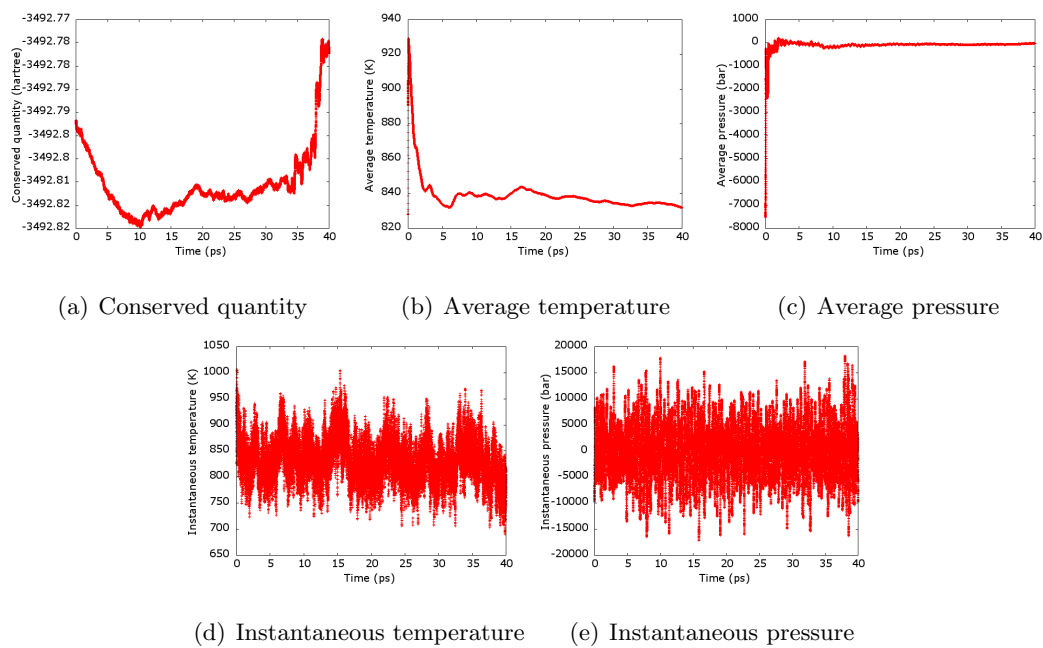 Conserved quantity (hartree)
-3492.77
-3492.78
-3492.78
-3492.79
-3492.79
-3492.8
-3492.8
-3492.81
-3492.82
-3492.82
0 5 10 15 20 25 30 35 40
Time (ps)
(a) Conserved quantity
Average temperature (K)
940
920
900
880
860
840
820
0 5 10 15 20 25 30 35 40
Time (ps)
(b) Average temperature
Average pressure (bar)
1000
0
-1000
-2000
-3000
-4000
-5000
-6000
-7000
-8000
0 5 10 15 20 25 30 35 40
Time (ps)
(c) Average pressure
Instantaneous temperature (K)
1050
1000
950
900
850
800
750
700
650
0 5 10 15 20 25 30 35 40
Time (ps)
(d) Instantaneous temperature
Instantaneous pressure (bar)
20000
15000
10000
5000
0
-5000
-10000
-15000
-20000
0 5 10 15 20 25 30 35 40
Time (ps)
(e) Instantaneous pressure